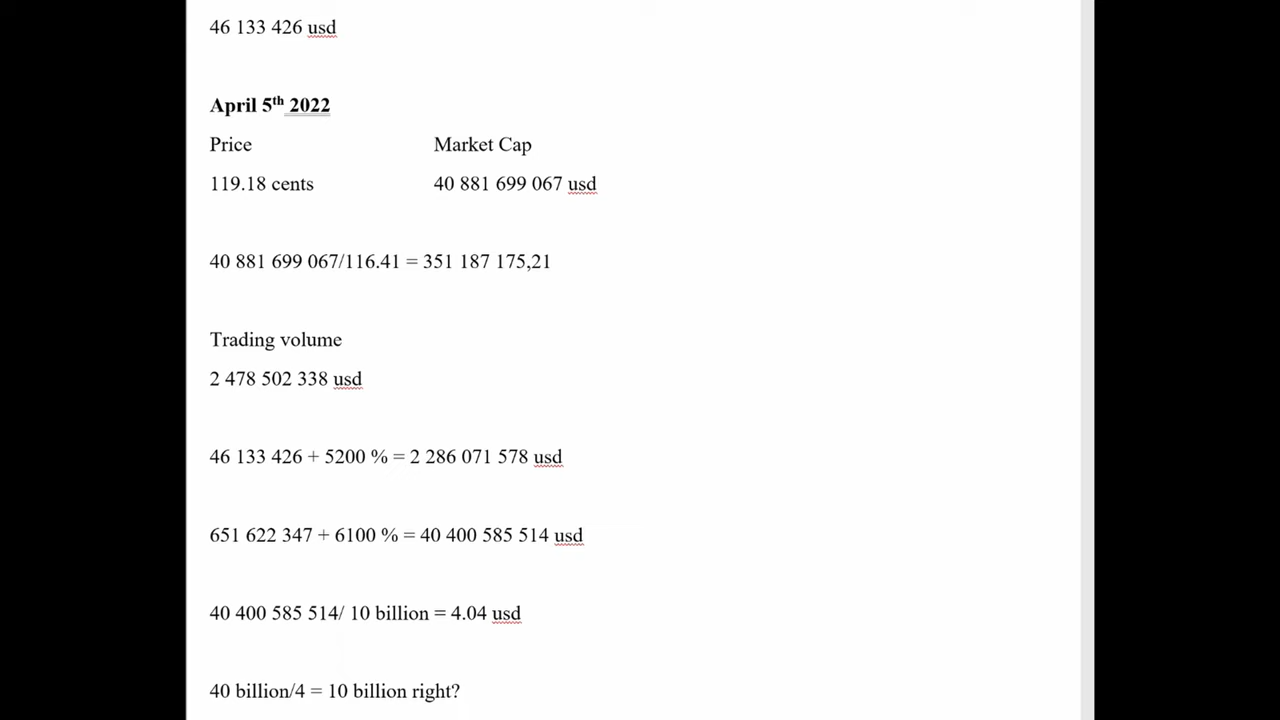 46 133 426 usd
April 5th 2022
Price Market Cap
119.18 cents 40 881 699 067 usd
40 881 699 067/116.41 = 351 187 175,21
Trading volume
2 478 502 338 usd
46 133 426 + 5200 % = 2 286 071 578 usd
651 622 347 + 6100 % = 40 400 585 514 usd
40 400 585 514/ 10 billion = 4.04 usd
40 billion/4 = 10 billion right?